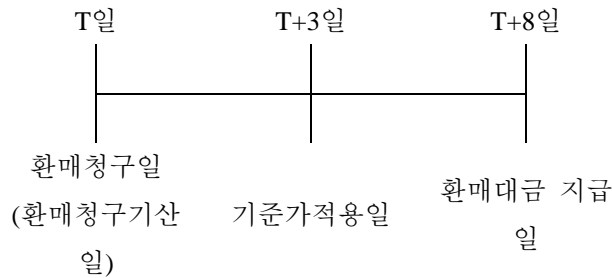 T일 T+3일 T+8일
환매청구일
(환매청구기산
일)
기준가적용일
환매대금 지급
일